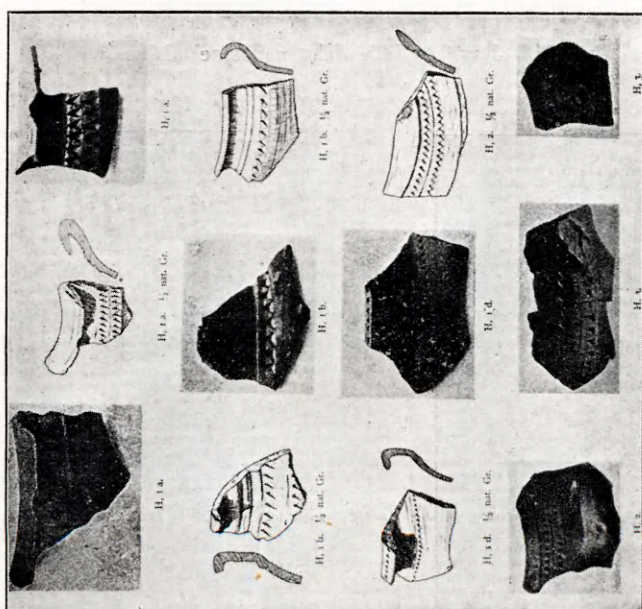 H, 1 a.
H, 1 a. ½ nat. Gr.
H, 1 a.
H, 1 b. ½ nat. Gr.
H, 1 b.
H, 1 b. ½ nat. Gr.
H, 1 d. ½ nat. Gr.
H, 1 d.
H, 2. ½ nat. Gr.
H, 2.
H, 3.
H, 3.